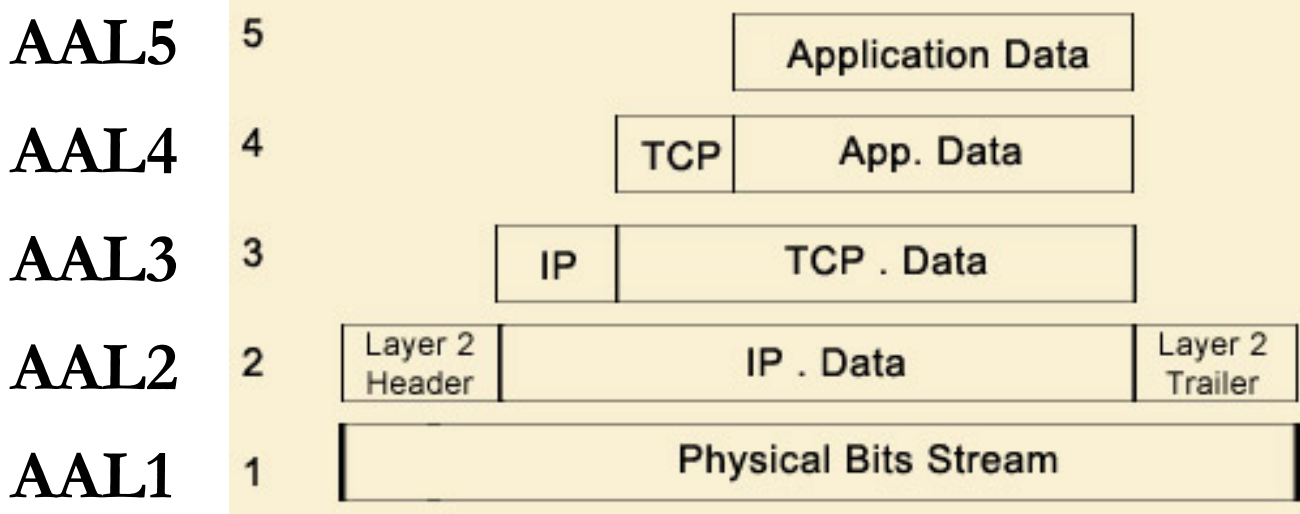 AAL5 5 Application Data
AAL4 4 TCP App. Data
AAL3 3 IP TCP . Data
AAL2 2 Layer 2 Header IP . Data Layer 2 Trailer
AAL1 1 Physical Bits Stream